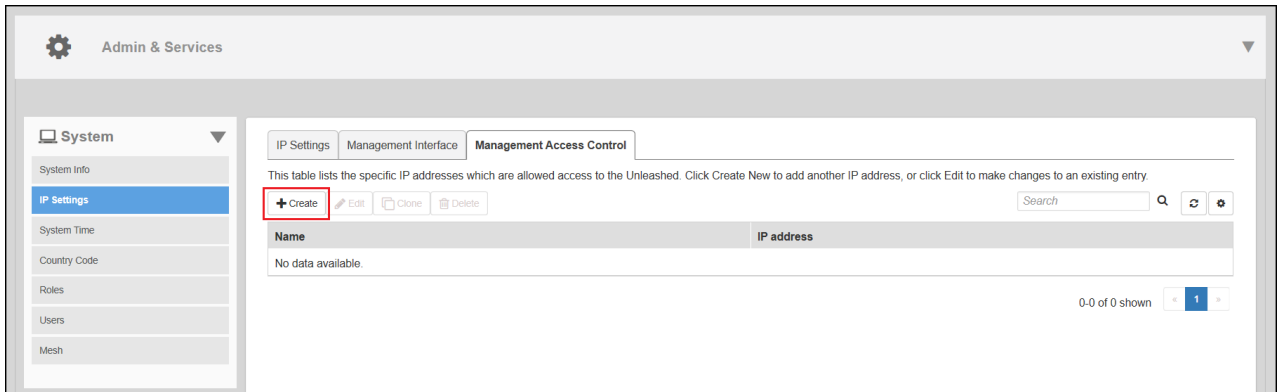 Admin & Services
System
System Info
IP Settings
System Time
Country Code
Roles
Users
Mesh
IP Settings Management Interface Management Access Control
This table lists the specific IP addresses which are allowed access to the Unleashed. Click Create New to add another IP address, or click Edit to make changes to an existing entry.
Create Edit Clone Delete Search
Name IP address
No data available.
0-0 of 0 shown « 1 »